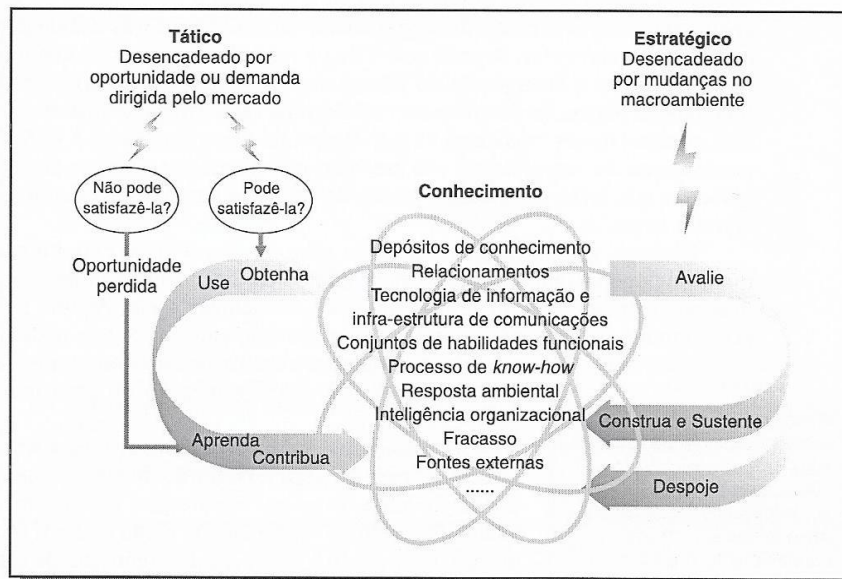 Tático
Desencadeado por
oportunidade ou demanda
dirigida pelo mercado
Não pode
satisfazê-la?
Pode
satisfazê-la?
Oportunidade
perdida
Use
Obtenha
Aprenda
Contribua
Conhecimento
Depósitos de conhecimento
Relacionamentos
Tecnologia de informação e
infra-estrutura de comunicações
Conjuntos de habilidades funcionais
Processo de know-how
Resposta ambiental
Inteligência organizacional
Fracasso
Fontes externas
......
Estratégico
Desencadeado
por mudanças no
macroambiente
Avalie
Construa e Sustente
Despoje